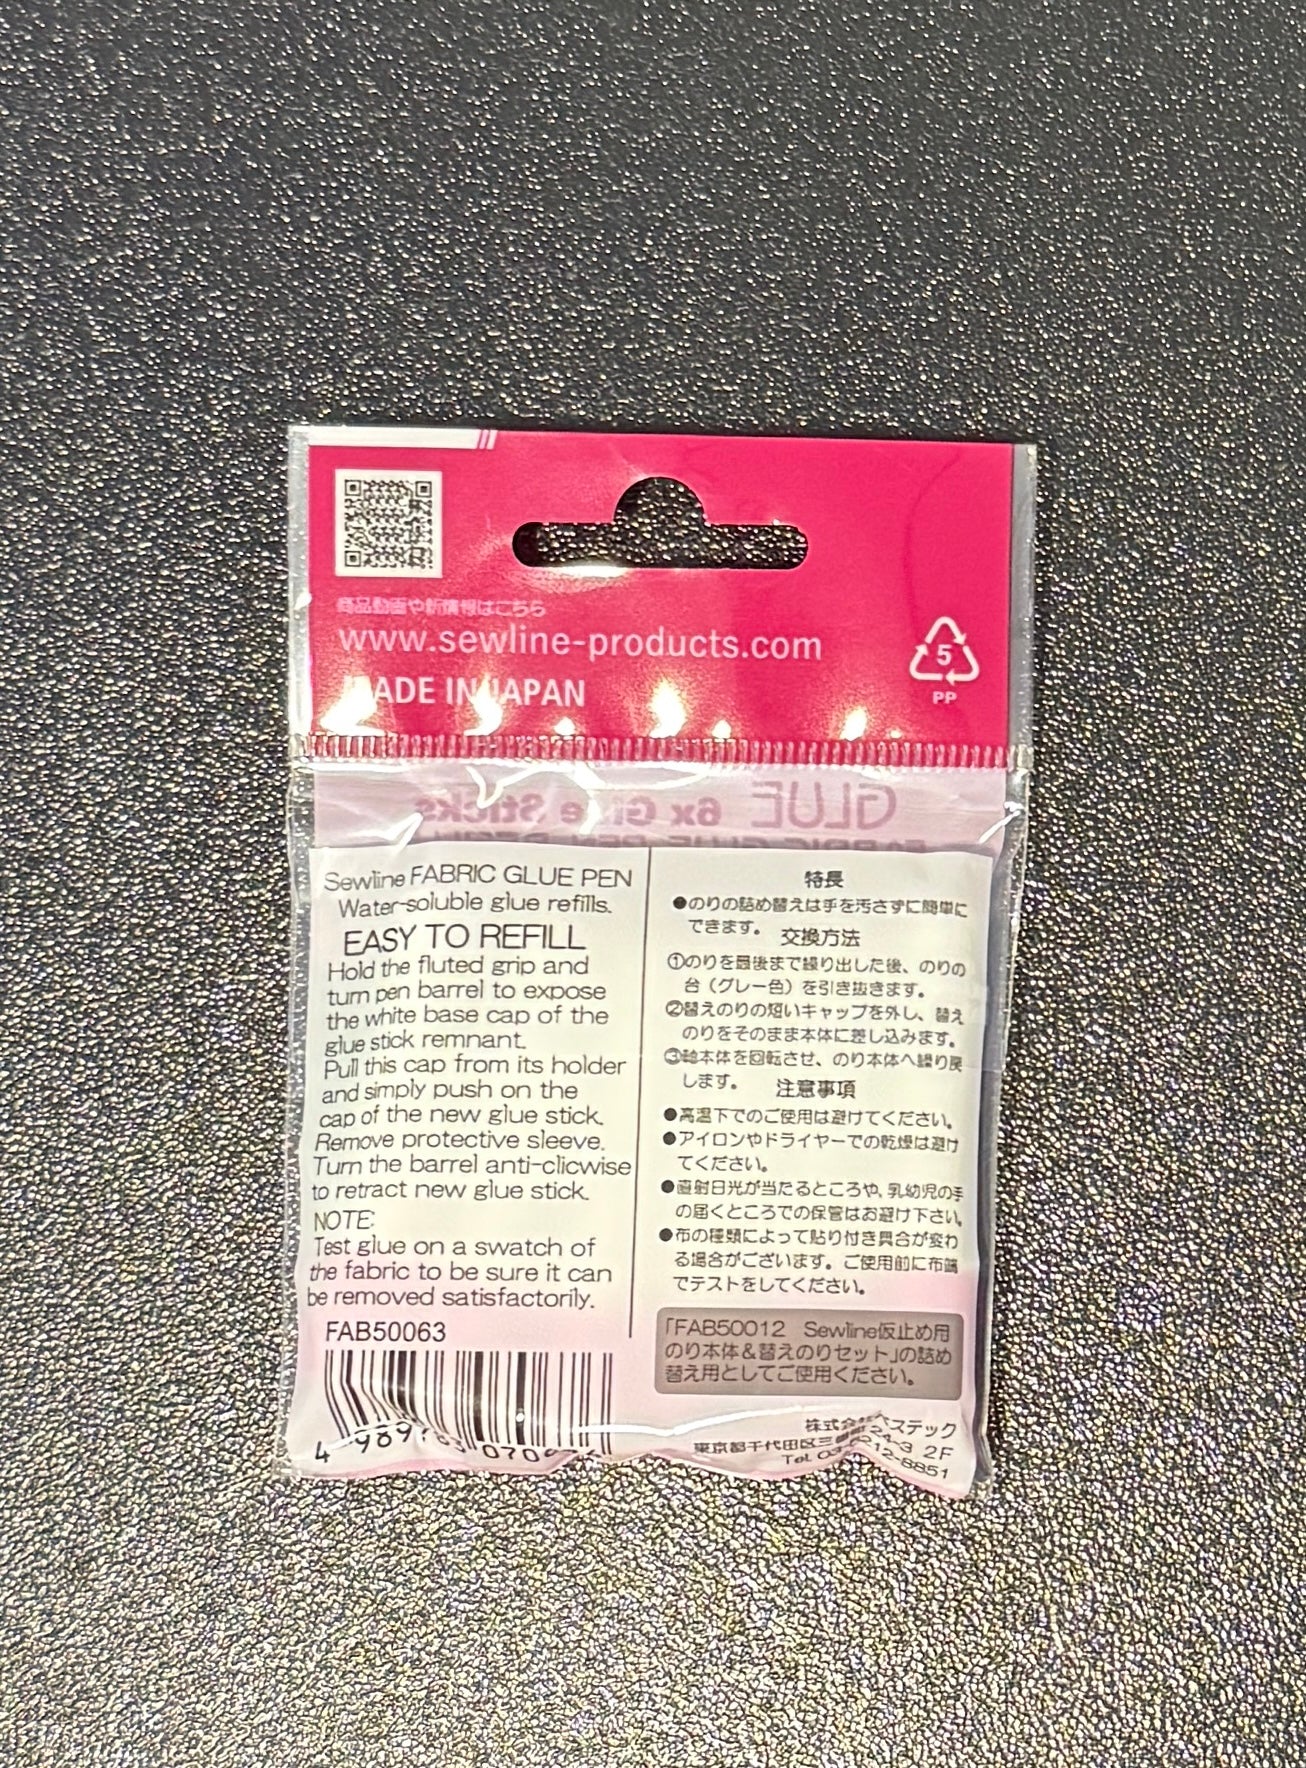 商品動画や新情報はこちら
www.sewline-products.com
MADE IN JAPAN
5
PP
GLUE 6x Glue Sticks
Sewline FABRIC GLUE PEN
Water-soluble glue refills.
EASY TO REFILL
Hold the fluted grip and
turn pen barrel to expose
the white base cap of the
glue stick remnant.
Pull this cap from its holder
and simply push on the
cap of the new glue stick.
Remove protective sleeve.
Turn the barrel anti-clicwise
to retract new glue stick.
NOTE:
Test glue on a swatch of
the fabric to be sure it can
be removed satisfactorily.
FAB50063
特長
●のりの詰め替えは手を汚さずに簡単に
できます。
交換方法
①のりを最後まで繰り出した後、のりの
台（グレー色）を引き抜きます。
②替えのりの短いキャップを外し、替え
のりをそのまま本体に差し込みます。
③軸本体を回転させ、のり本体へ繰り戻
します。
注意事項
●高温下でのご使用は避けてください。
●アイロンやドライヤーでの乾燥は避け
てください。
●直射日光が当たるところや、乳幼児の手
の届くところでの保管はお避け下さい。
●布の種類によって貼り付き具合が変わ
る場合がございます。ご使用前に布端
でテストをしてください。
「FAB50012 Sewline仮止め用
のり本体＆替えのりセット」の詰め
替え用としてご使用ください。
ステック
東京都千代田区三 24-3 2F
Tel. 03 212-8851